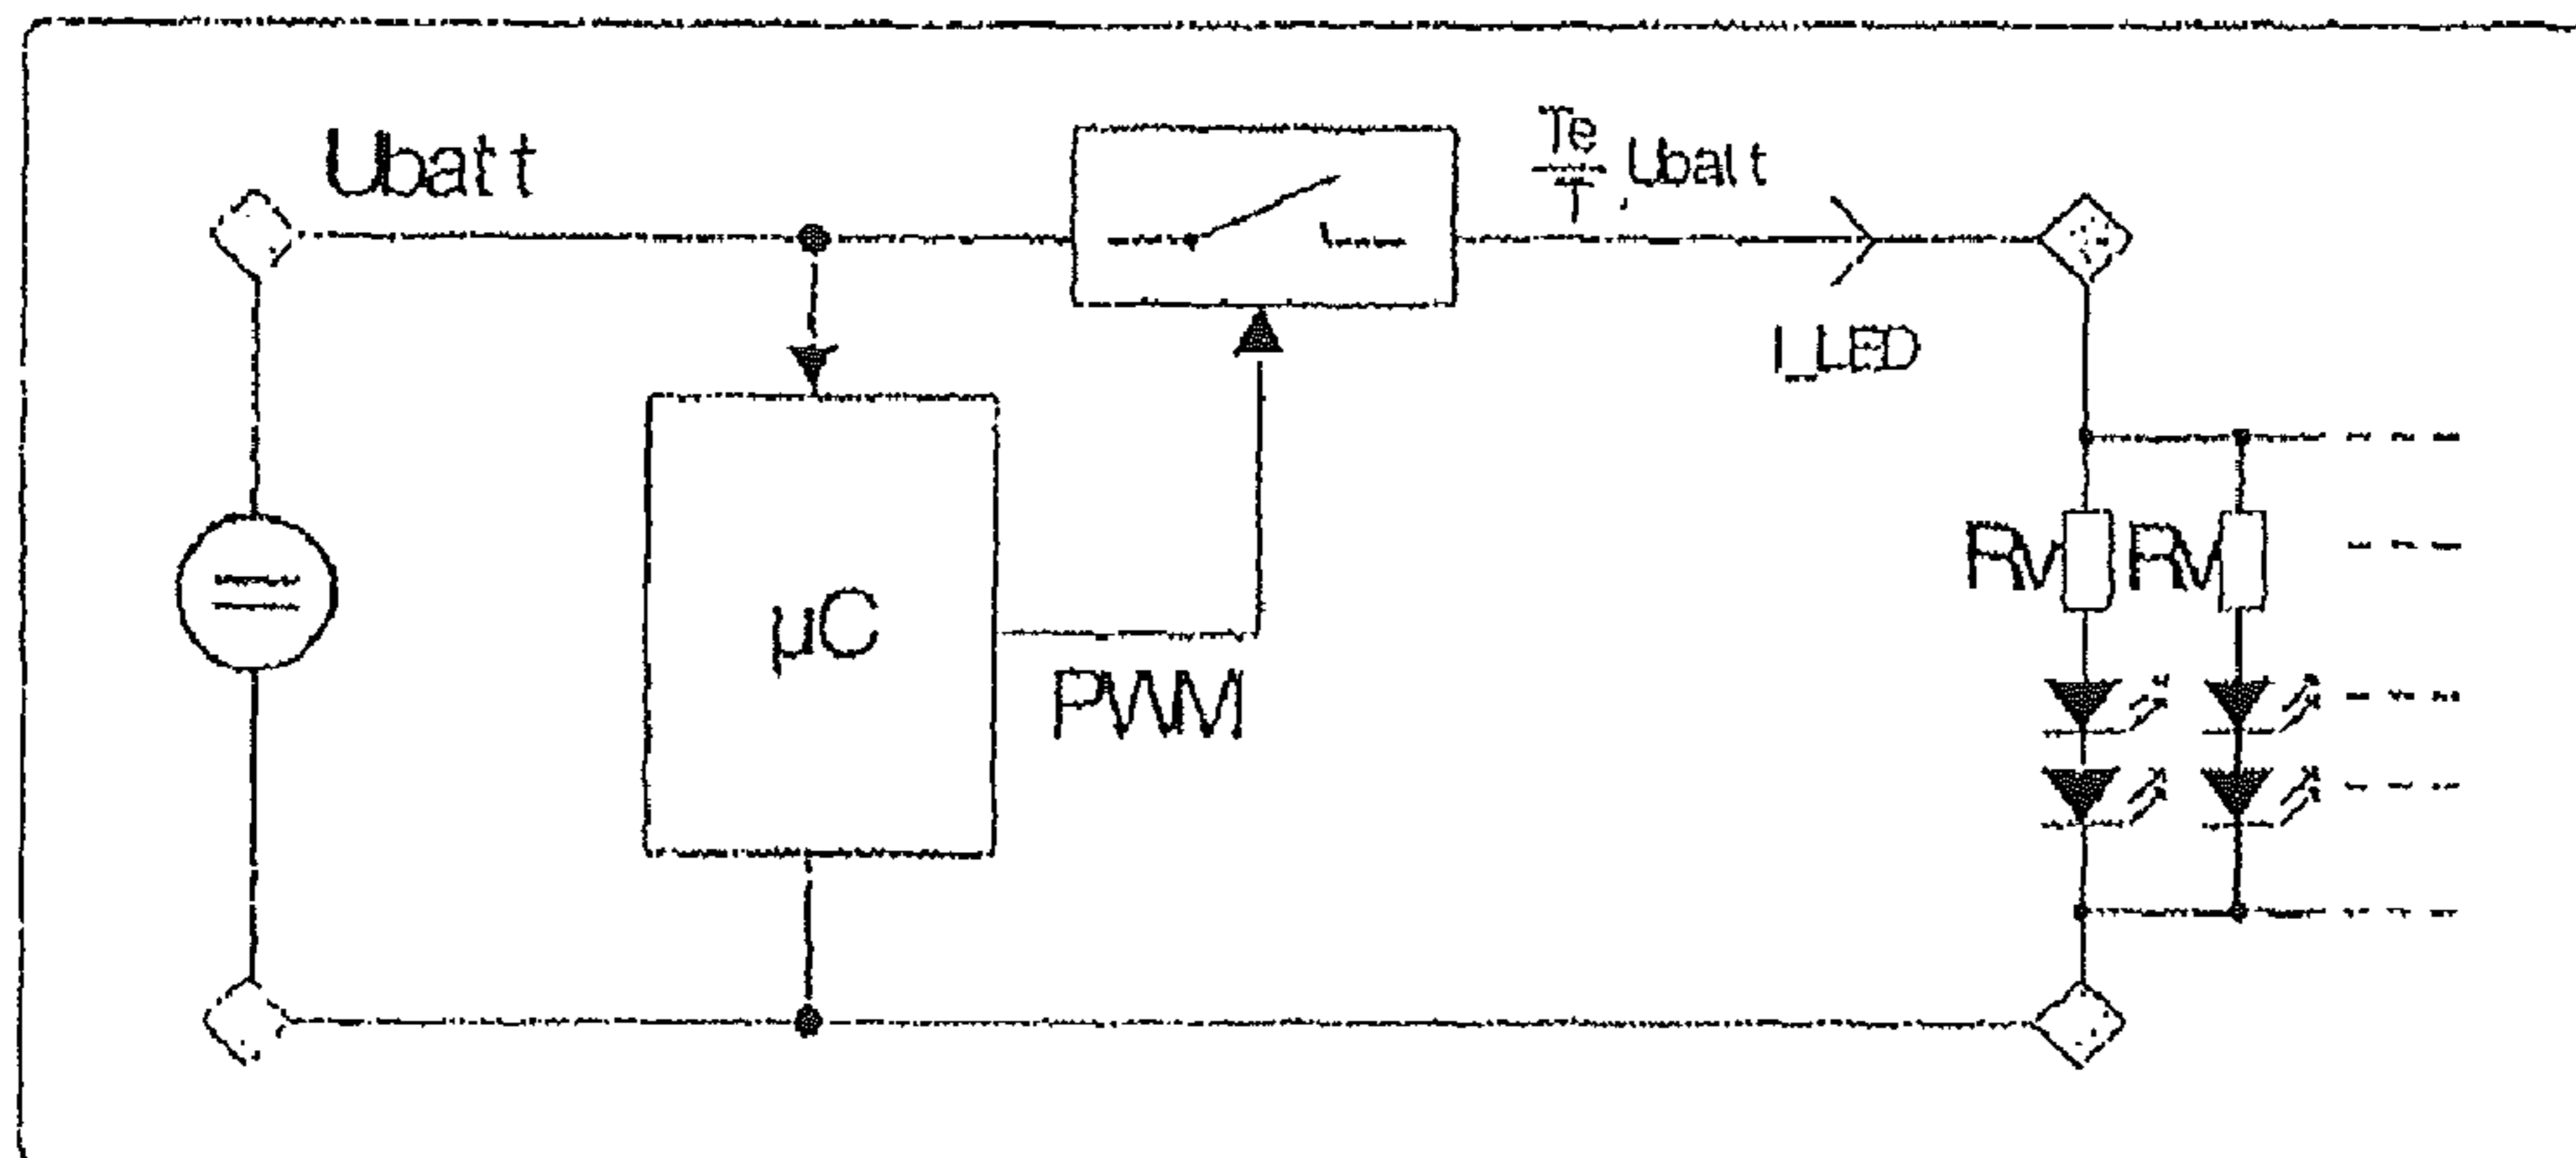 Ubatt
Te
T
.Ubatt
I_LED
RV
RV
µC
PWM